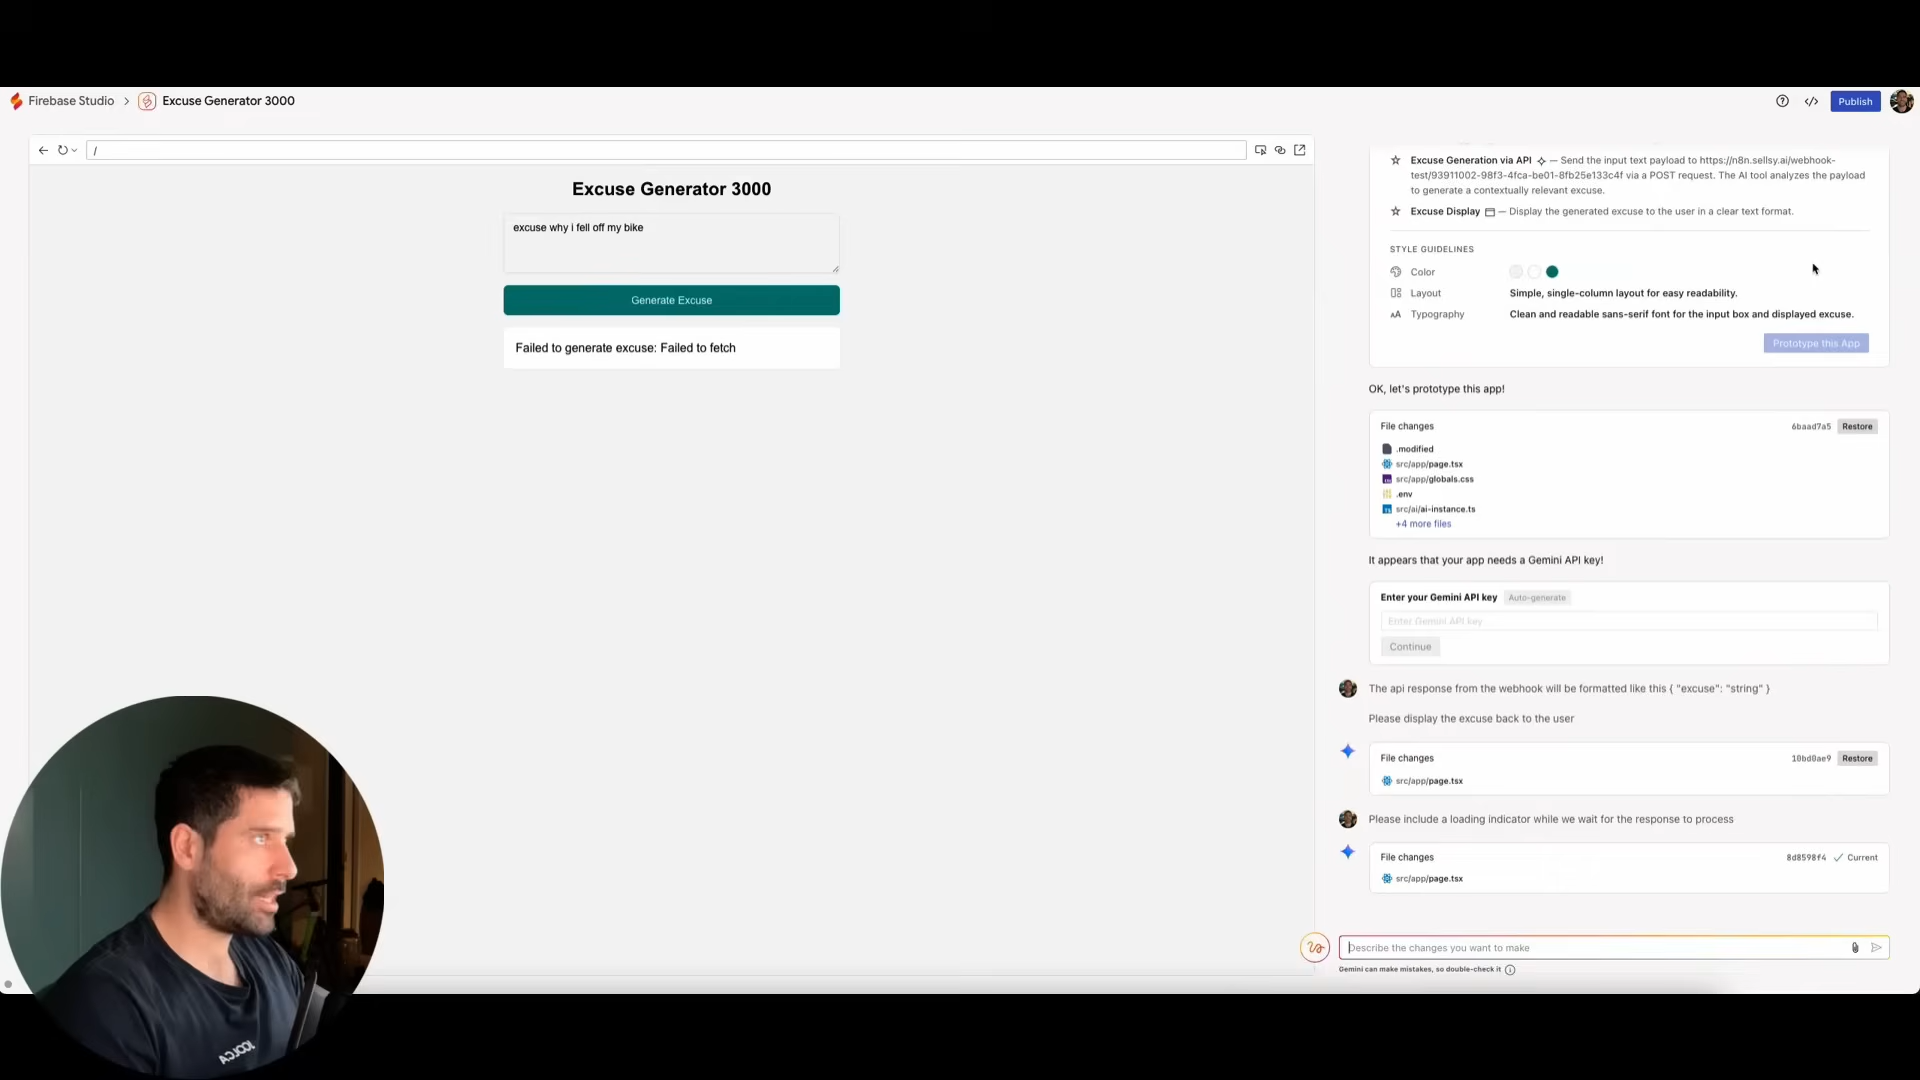 Firebase Studio > Excuse Generator 3000
Publish
/
Excuse Generator 3000
excuse why i fell off my bike
Generate Excuse
Failed to generate excuse: Failed to fetch
Excuse Generation via API — Send the input text payload to https://n8n.sellsy.ai/webhook-
test/93911002-98f3-4fca-be01-8fb25e133c4f via a POST request. The AI tool analyzes the payload
to generate a contextually relevant excuse.
Excuse Display — Display the generated excuse to the user in a clear text format.
STYLE GUIDELINES
Color
Layout Simple, single-column layout for easy readability.
AA Typography Clean and readable sans-serif font for the input box and displayed excuse.
Prototype this App
OK, let's prototype this app!
File changes 6baad7a5 Restore
.modified
src/app/page.tsx
src/app/globals.css
.env
src/ai/ai-instance.ts
+4 more files
It appears that your app needs a Gemini API key!
Enter your Gemini API key Auto-generate
Enter Gemini API key
Continue
The api response from the webhook will be formatted like this { "excuse": "string" }
Please display the excuse back to the user
File changes 10bd0ae9 Restore
src/app/page.tsx
Please include a loading indicator while we wait for the response to process
File changes 8d8598f4 ✓ Current
src/app/page.tsx
Describe the changes you want to make
Gemini can make mistakes, so double-check it
JOOLCA